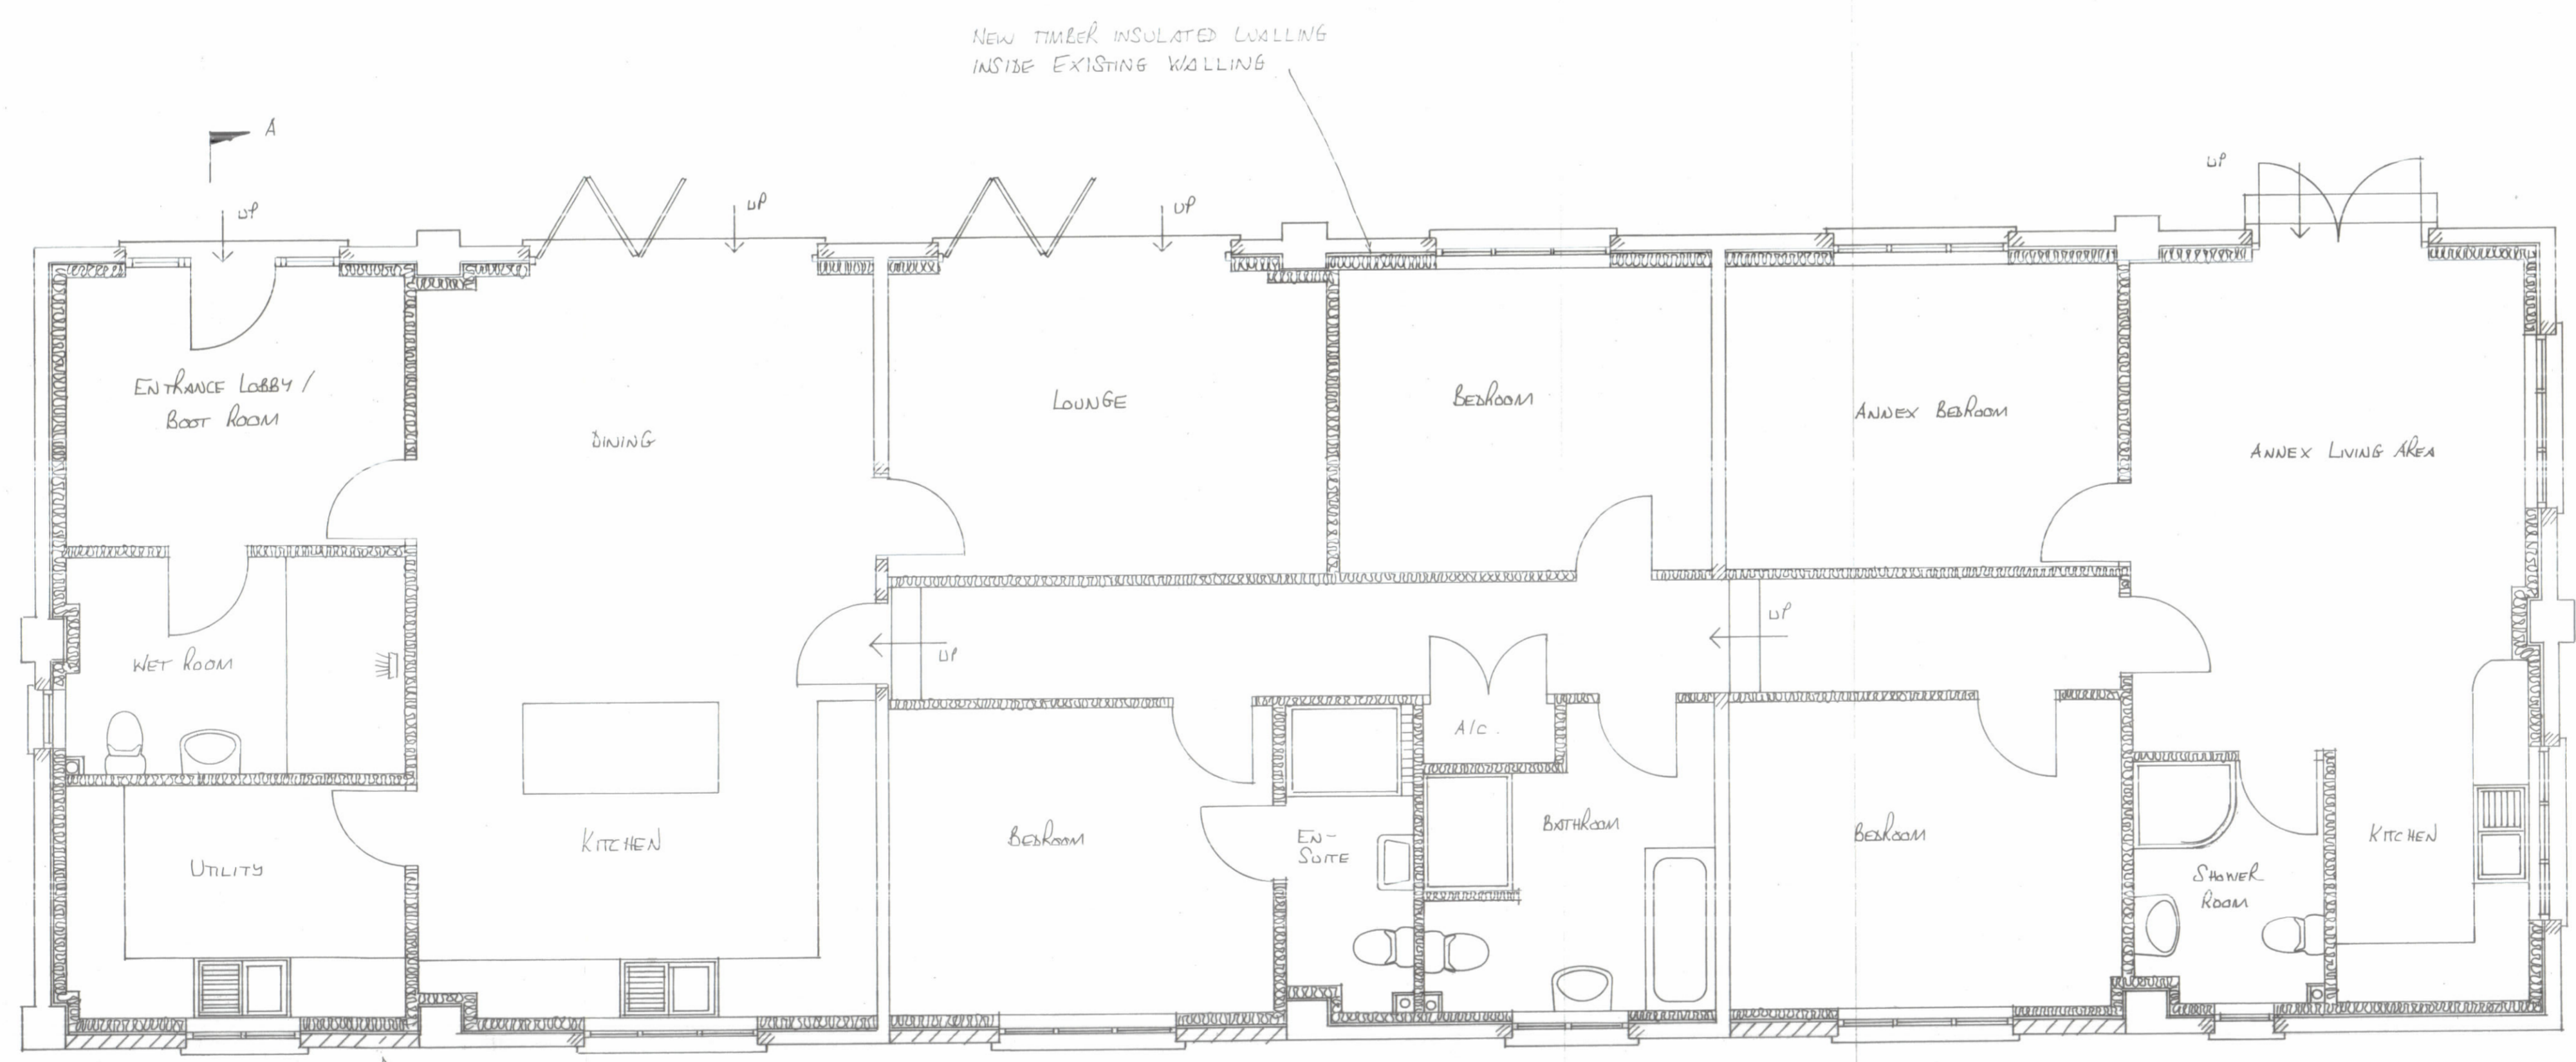 NEW TIMBER INSULATED WALLING
INSIDE EXISTING WALLING
A
UP
UP
UP
UP
ENTRANCE LOBBY /
BOOT ROOM
DINING
LOUNGE
BEDROOM
ANNEX BEDROOM
ANNEX LIVING AREA
WET ROOM
UP
UP
A/C.
UTILITY
KITCHEN
BEDROOM
EN-
SUITE
BATHROOM
BEDROOM
SHOWER
ROOM
KITCHEN